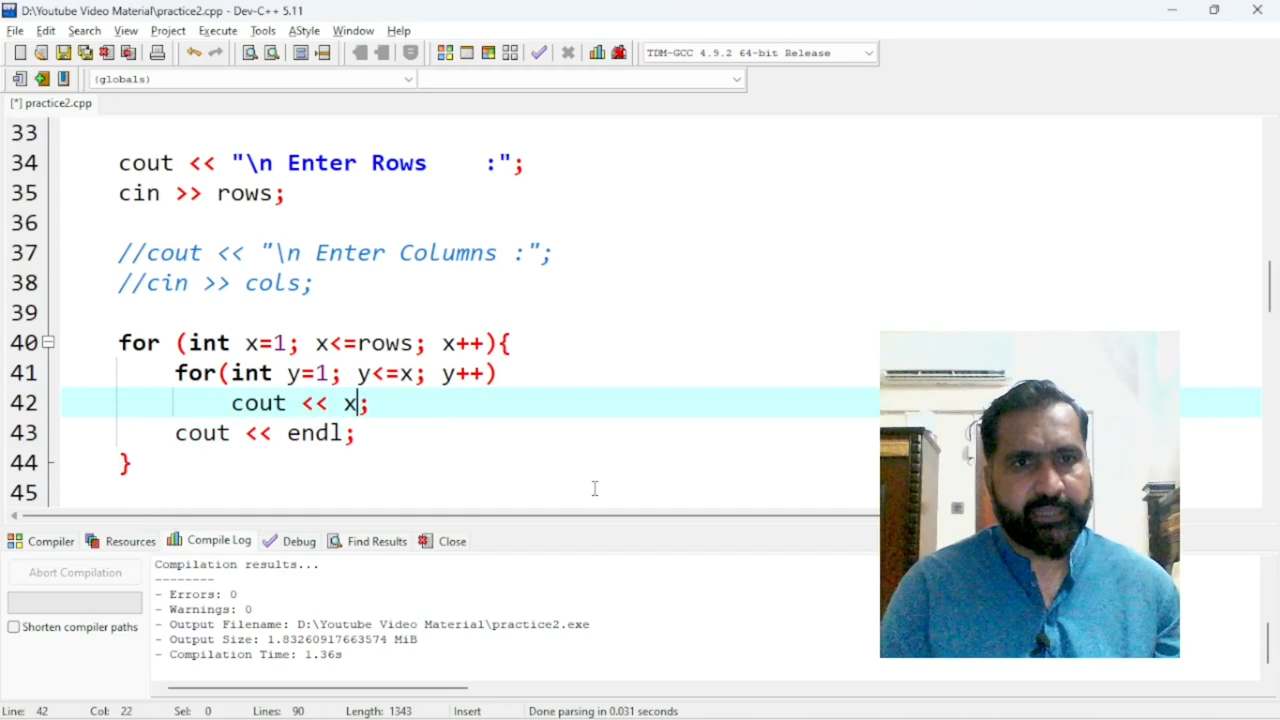 D:\Youtube Video Material\practice2.cpp - Dev-C++ 5.11
File Edit Search View Project Execute Tools AStyle Window Help
TDM-GCC 4.9.2 64-bit Release
(globals)
[*] practice2.cpp
33
34 cout << "\n Enter Rows    :";
35 cin >> rows;
36
37 //cout << "\n Enter Columns :";
38 //cin >> cols;
39
40 for (int x=1; x<=rows; x++){
41 for(int y=1; y<=x; y++)
42 cout << x;
43 cout << endl;
44 }
45
Compiler Resources Compile Log Debug Find Results Close
Abort Compilation
Shorten compiler paths
Compilation results...
--------
- Errors: 0
- Warnings: 0
- Output Filename: D:\Youtube Video Material\practice2.exe
- Output Size: 1.83260917663574 MiB
- Compilation Time: 1.36s
Line: 42 Col: 22 Sel: 0 Lines: 90 Length: 1343 Insert Done parsing in 0.031 seconds